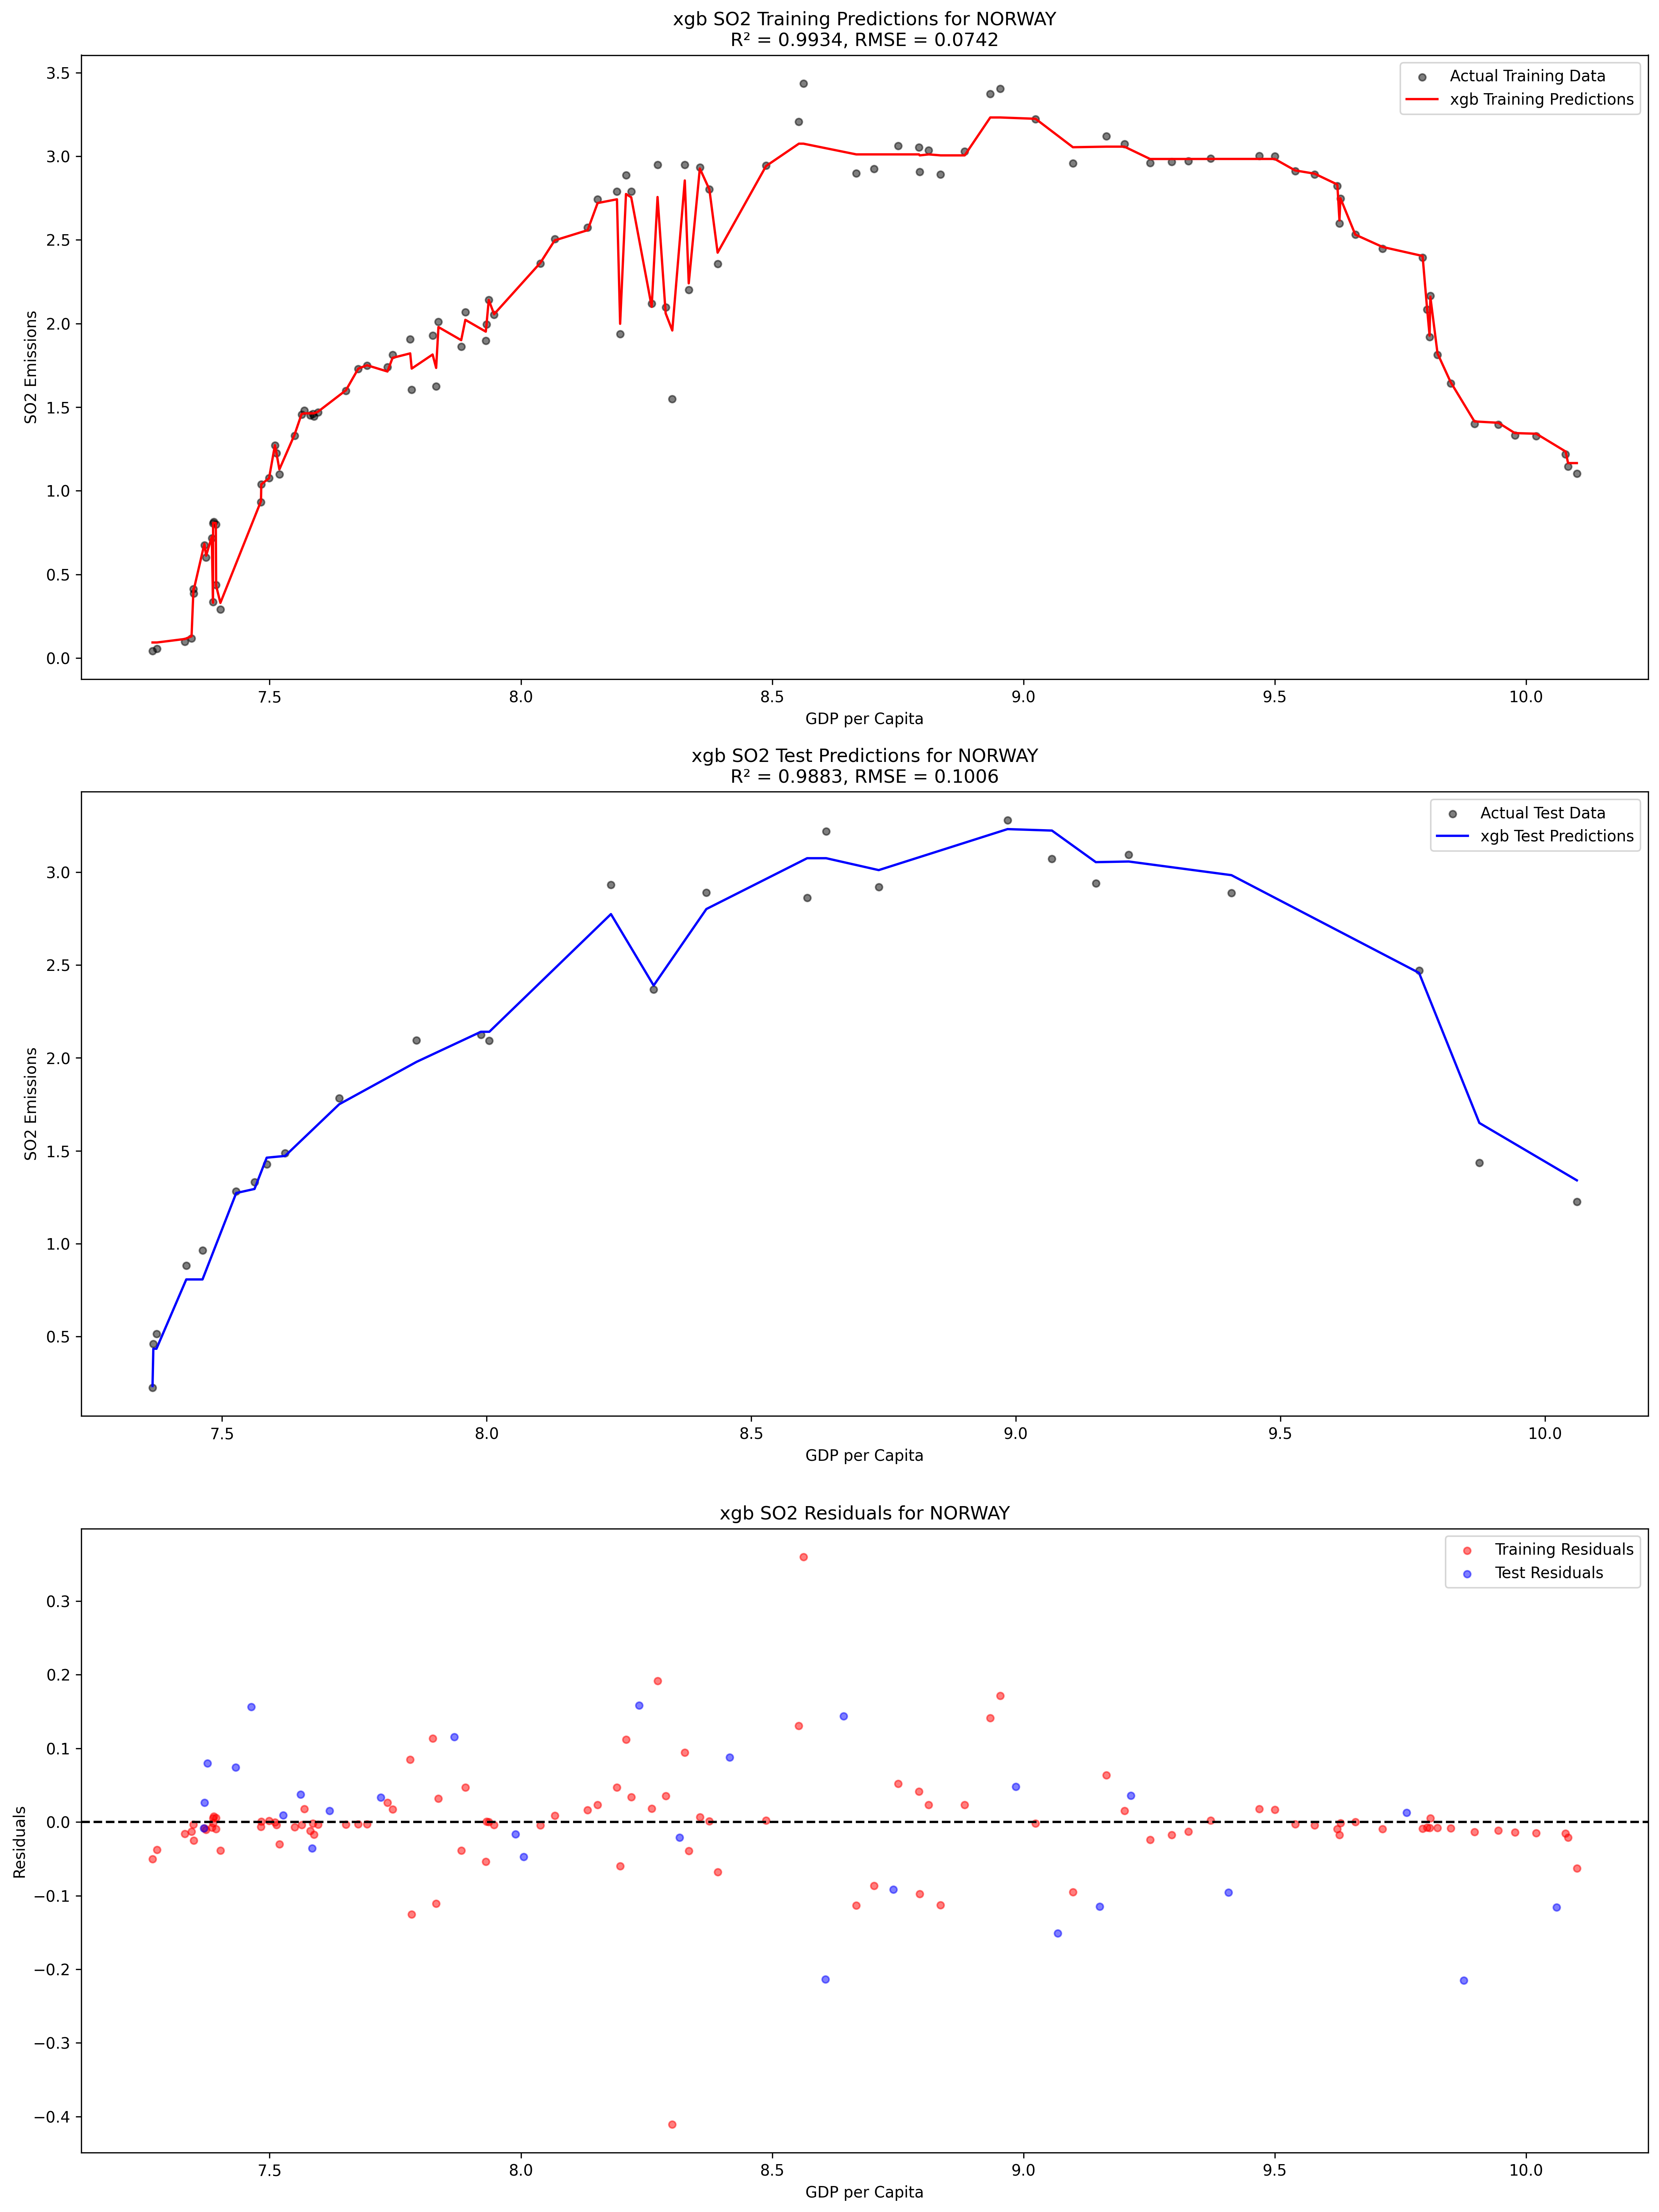 xgb SO2 Training Predictions for NORWAY
R² = 0.9934, RMSE = 0.0742
Actual Training Data
xgb Training Predictions
SO2 Emissions
3.5
3.0
2.5
2.0
1.5
1.0
0.5
0.0
7.5 8.0 8.5 9.0 9.5 10.0
GDP per Capita
xgb SO2 Test Predictions for NORWAY
R² = 0.9883, RMSE = 0.1006
Actual Test Data
xgb Test Predictions
SO2 Emissions
3.0
2.5
2.0
1.5
1.0
0.5
7.5 8.0 8.5 9.0 9.5 10.0
GDP per Capita
xgb SO2 Residuals for NORWAY
Training Residuals
Test Residuals
Residuals
0.3
0.2
0.1
0.0
−0.1
−0.2
−0.3
−0.4
7.5 8.0 8.5 9.0 9.5 10.0
GDP per Capita